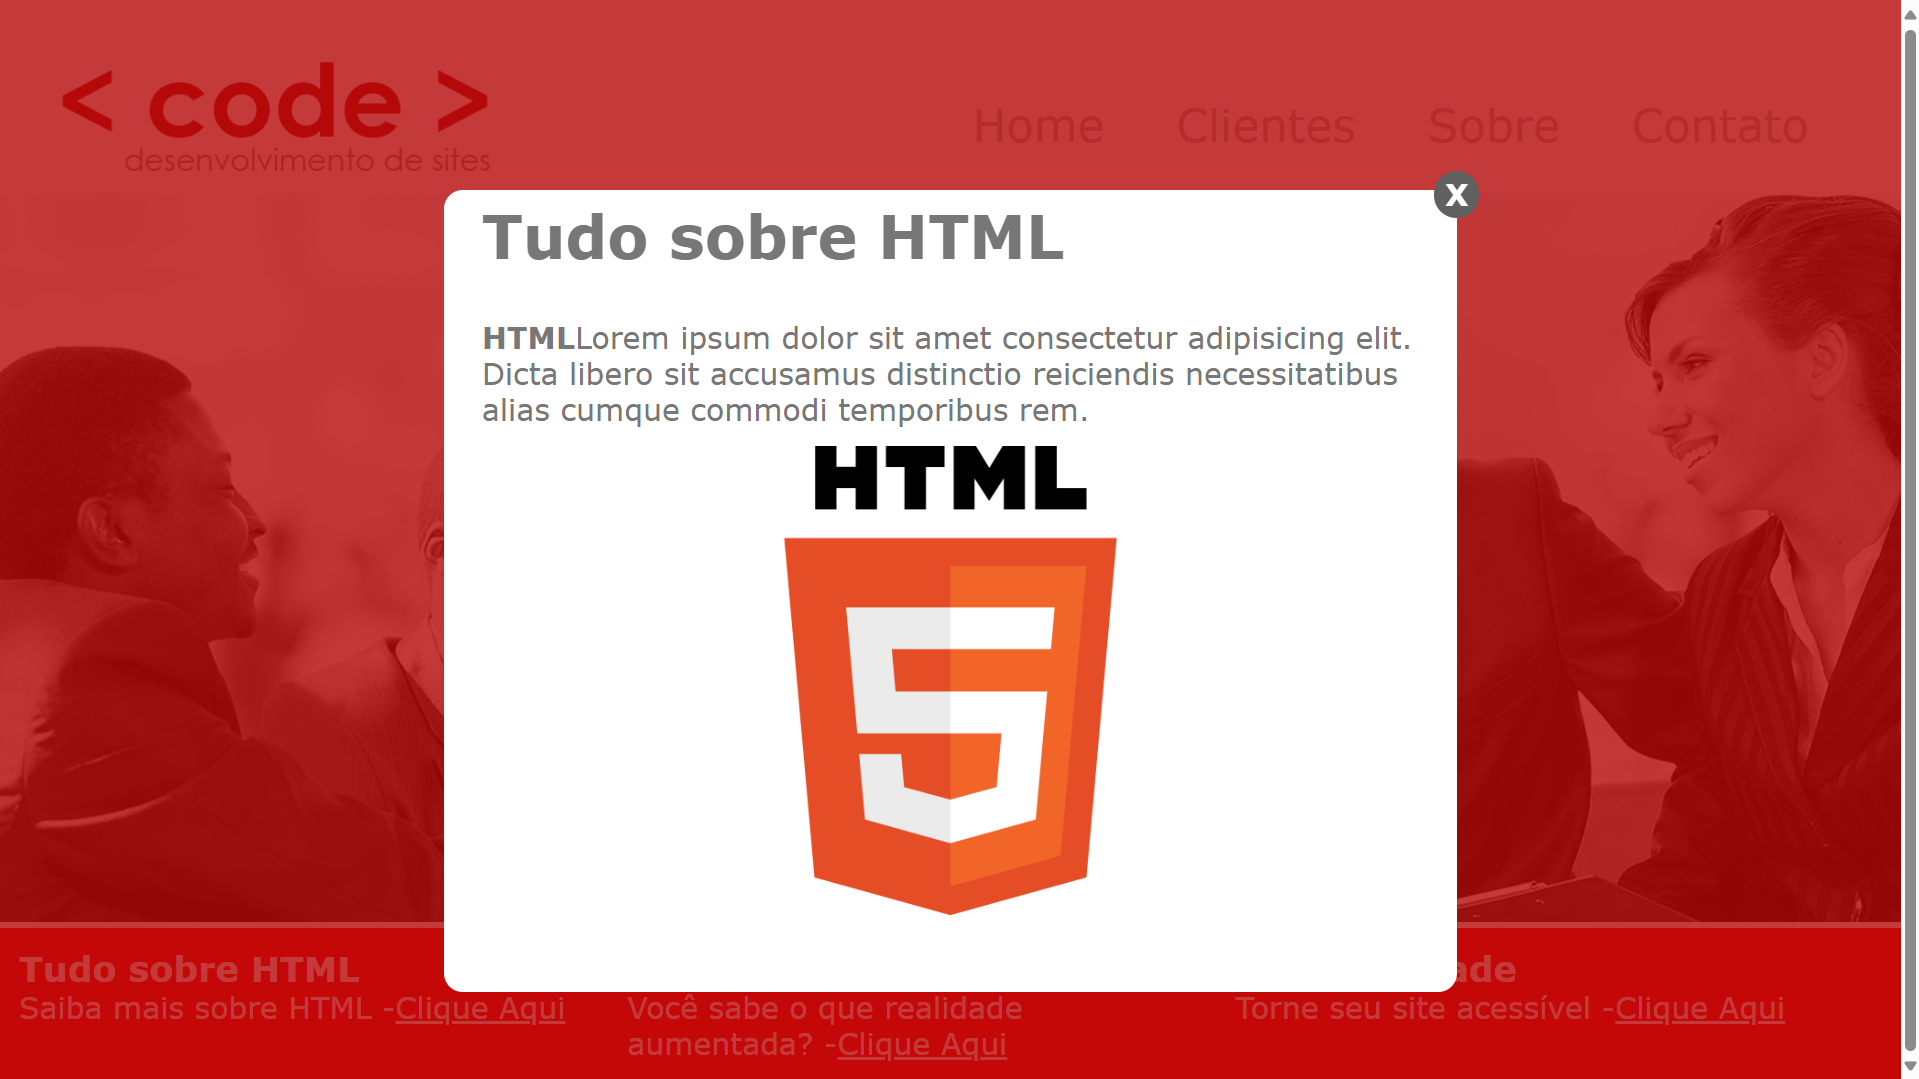 < code >
desenvolvimento de sites
Home Clientes Sobre Contato
x
Tudo sobre HTML
HTMLLorem ipsum dolor sit amet consectetur adipisicing elit.
Dicta libero sit accusamus distinctio reiciendis necessitatibus
alias cumque commodi temporibus rem.
HTML
5
Tudo sobre HTML
Saiba mais sobre HTML -Clique Aqui
Você sabe o que realidade
aumentada? -Clique Aqui
ade
Torne seu site acessível -Clique Aqui